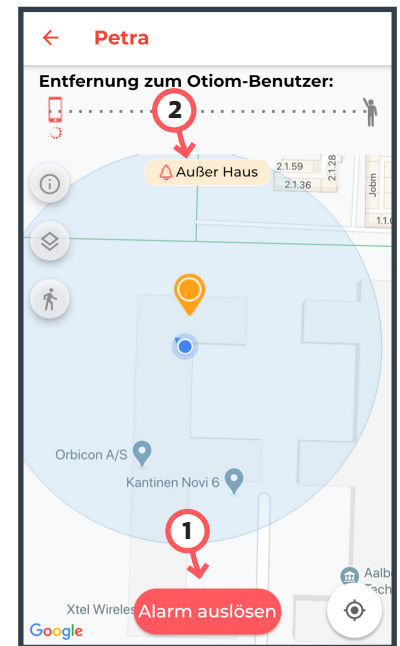 Petra
Entfernung zum Otiom-Benutzer:
2
Außer Haus
2.1.59
2.1.36
2.1.28
Jobm
1.1.
Orbicon A/S
Kantinen Novi 6
1
Aalb
Tech
Xtel Wireles
Alarm auslösen
Google